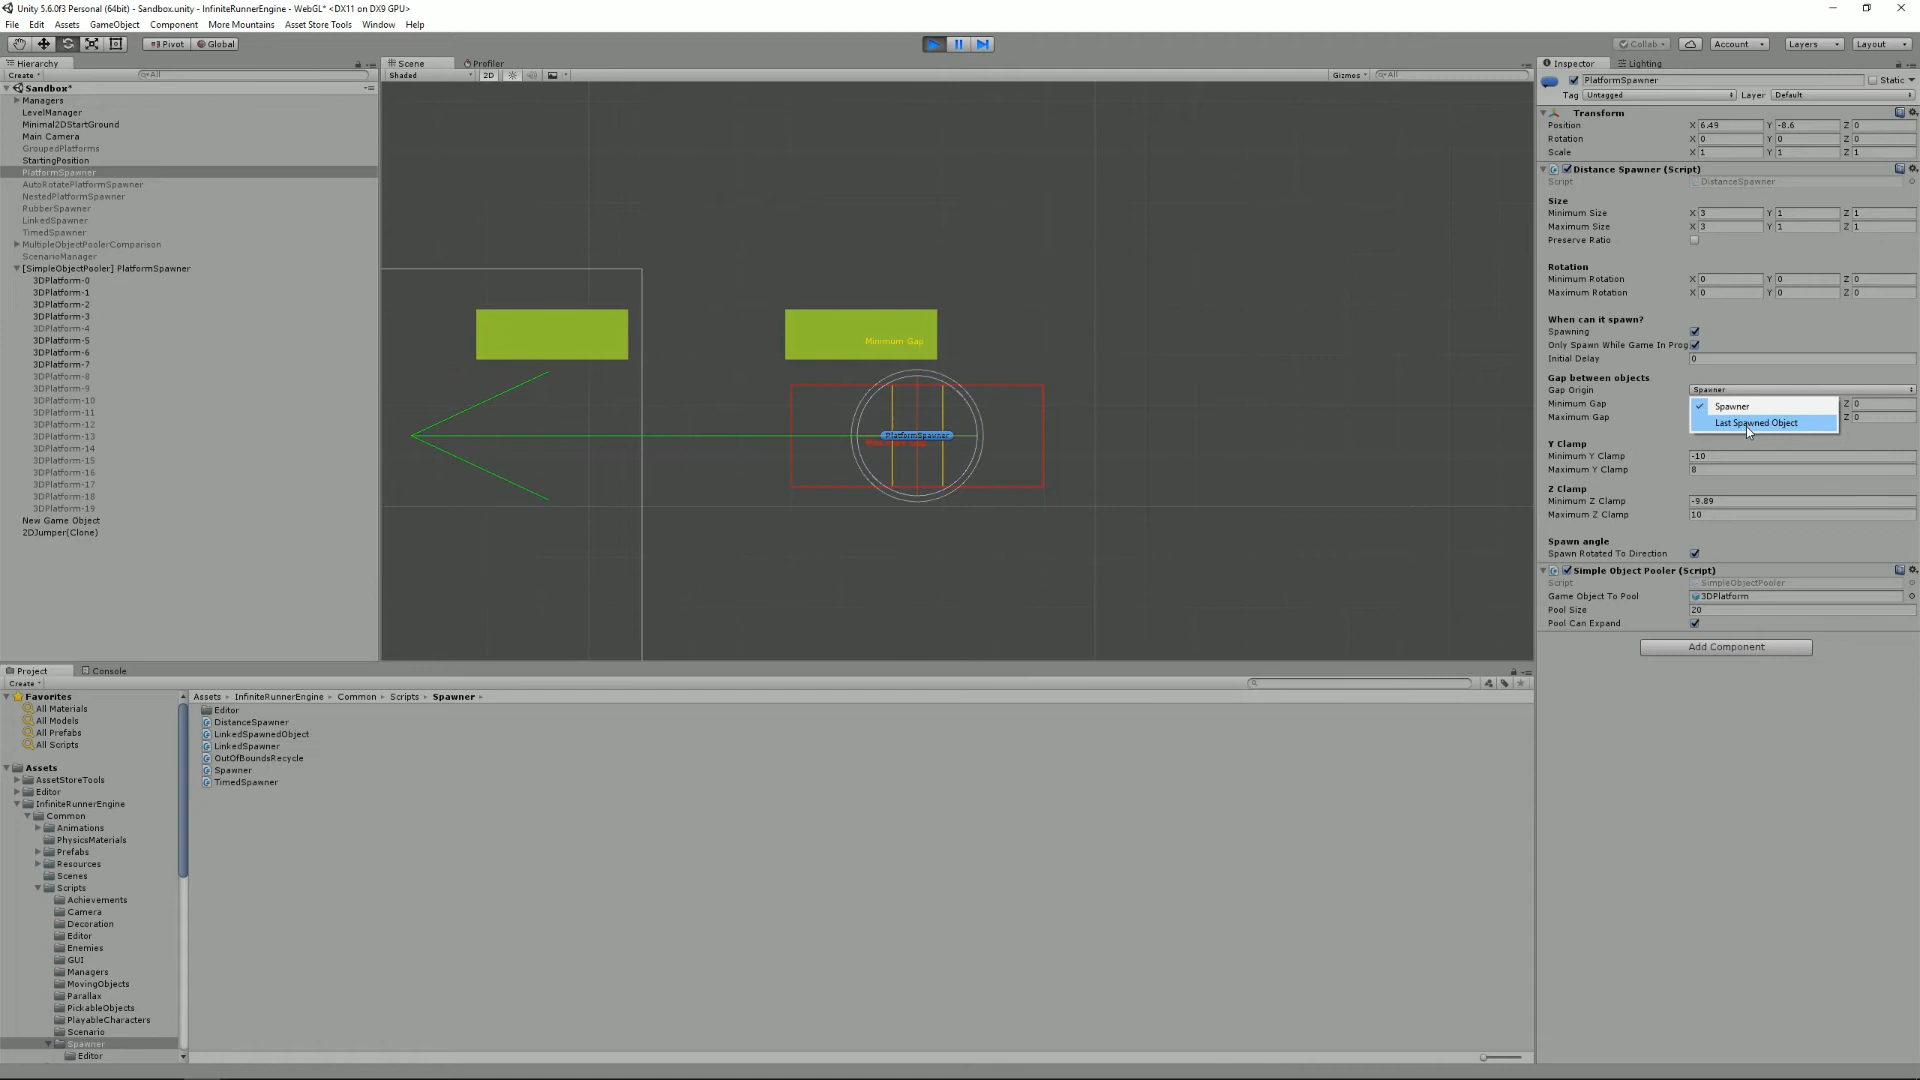 Unity 5.6.0f3 Personal (64bit) - Sandbox.unity - InfiniteRunnerEngine - WebGL* <DX11 on DX9 GPU>
File Edit Assets GameObject Component More Mountains Asset Store Tools Window Help
Pivot Global Collab Account Layers Layout
Hierarchy
Create All
Sandbox*
Managers
LevelManager
Minimal2DStartGround
Main Camera
GroupedPlatforms
StartingPosition
PlatformSpawner
AutoRotatePlatformSpawner
NestedPlatformSpawner
RubberSpawner
LinkedSpawner
TimedSpawner
MultipleObjectPoolerComparison
ScenarioManager
[SimpleObjectPooler] PlatformSpawner
3DPlatform-0
3DPlatform-1
3DPlatform-2
3DPlatform-3
3DPlatform-4
3DPlatform-5
3DPlatform-6
3DPlatform-7
3DPlatform-8
3DPlatform-9
3DPlatform-10
3DPlatform-11
3DPlatform-12
3DPlatform-13
3DPlatform-14
3DPlatform-15
3DPlatform-16
3DPlatform-17
3DPlatform-18
3DPlatform-19
New Game Object
2DJumper(Clone)
Scene Profiler
Shaded 2D Gizmos All
Minimum Gap
PlatformSpawner
Inspector Lighting
PlatformSpawner Static
Tag Untagged Layer Default
Transform
Position X 6.49 Y -8.6 Z 0
Rotation X 0 Y 0 Z 0
Scale X 1 Y 1 Z 1
Distance Spawner (Script)
Script DistanceSpawner
Size
Minimum Size X 3 Y 1 Z 1
Maximum Size X 3 Y 1 Z 1
Preserve Ratio
Rotation
Minimum Rotation X 0 Y 0 Z 0
Maximum Rotation X 0 Y 0 Z 0
When can it spawn?
Spawning
Only Spawn While Game In Prog
Initial Delay 0
Gap between objects
Gap Origin Spawner
Spawner
Last Spawned Object
Minimum Gap Z 0
Maximum Gap Z 0
Y Clamp
Minimum Y Clamp -10
Maximum Y Clamp 8
Z Clamp
Minimum Z Clamp -9.89
Maximum Z Clamp 10
Spawn angle
Spawn Rotated To Direction
Simple Object Pooler (Script)
Script SimpleObjectPooler
Game Object To Pool 3DPlatform
Pool Size 20
Pool Can Expand
Add Component
Project Console
Create
Favorites
All Materials
All Models
All Prefabs
All Scripts
Assets
AssetStoreTools
Editor
InfiniteRunnerEngine
Common
Animations
PhysicsMaterials
Prefabs
Resources
Scenes
Scripts
Achievements
Camera
Decoration
Editor
Enemies
GUI
Managers
MovingObjects
Parallax
PickableObjects
PlayableCharacters
Scenario
Spawner
Editor
Assets InfiniteRunnerEngine Common Scripts Spawner
Editor
DistanceSpawner
LinkedSpawnedObject
LinkedSpawner
OutOfBoundsRecycle
Spawner
TimedSpawner